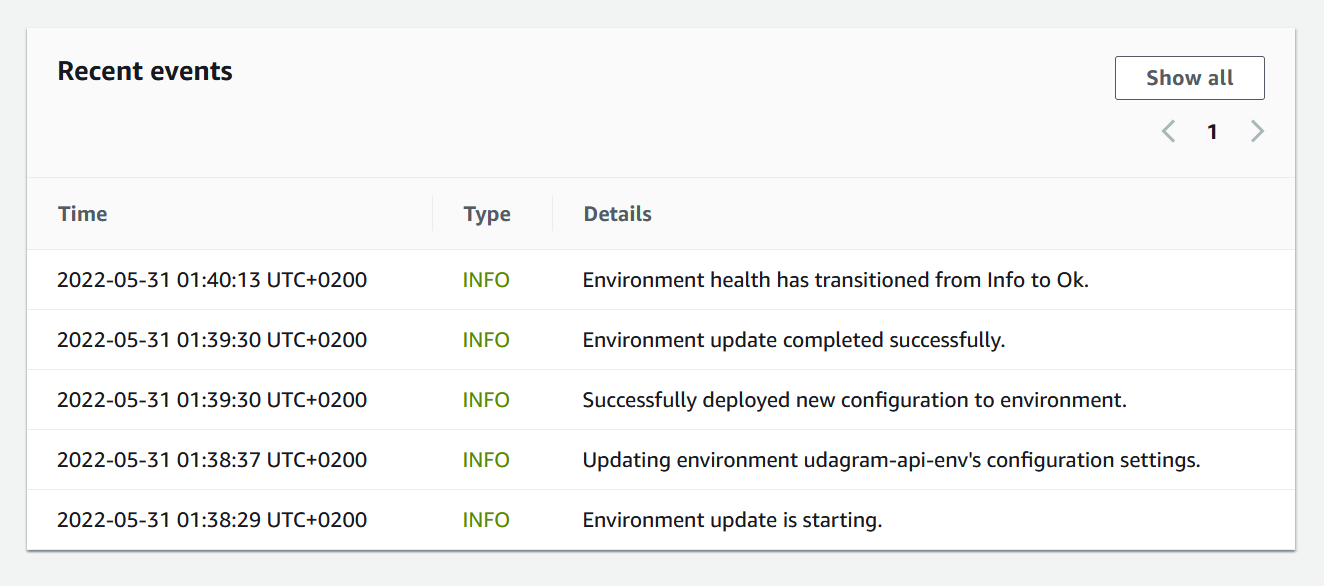 Recent events
Show all
1
Time Type Details
2022-05-31 01:40:13 UTC+0200 INFO Environment health has transitioned from Info to Ok.
2022-05-31 01:39:30 UTC+0200 INFO Environment update completed successfully.
2022-05-31 01:39:30 UTC+0200 INFO Successfully deployed new configuration to environment.
2022-05-31 01:38:37 UTC+0200 INFO Updating environment udagram-api-env's configuration settings.
2022-05-31 01:38:29 UTC+0200 INFO Environment update is starting.